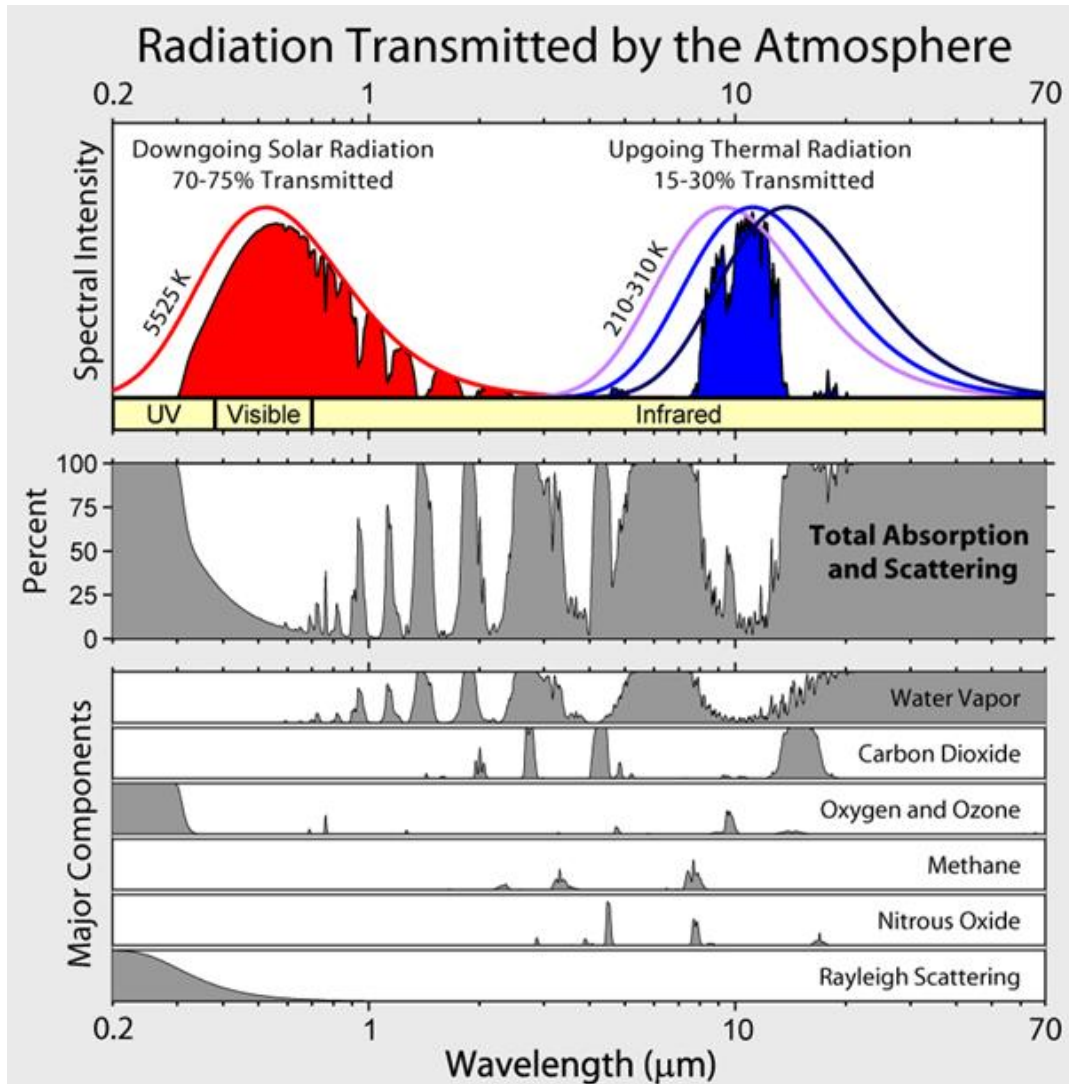 Radiation Transmitted by the Atmosphere
0.2 1 10 70
Spectral Intensity
Downgoing Solar Radiation
70-75% Transmitted
Upgoing Thermal Radiation
15-30% Transmitted
5525 K
210-310 K
UV Visible Infrared
Percent
100
75
50
25
0
Total Absorption
and Scattering
Major Components
Water Vapor
Carbon Dioxide
Oxygen and Ozone
Methane
Nitrous Oxide
Rayleigh Scattering
0.2 1 10 70
Wavelength (μm)